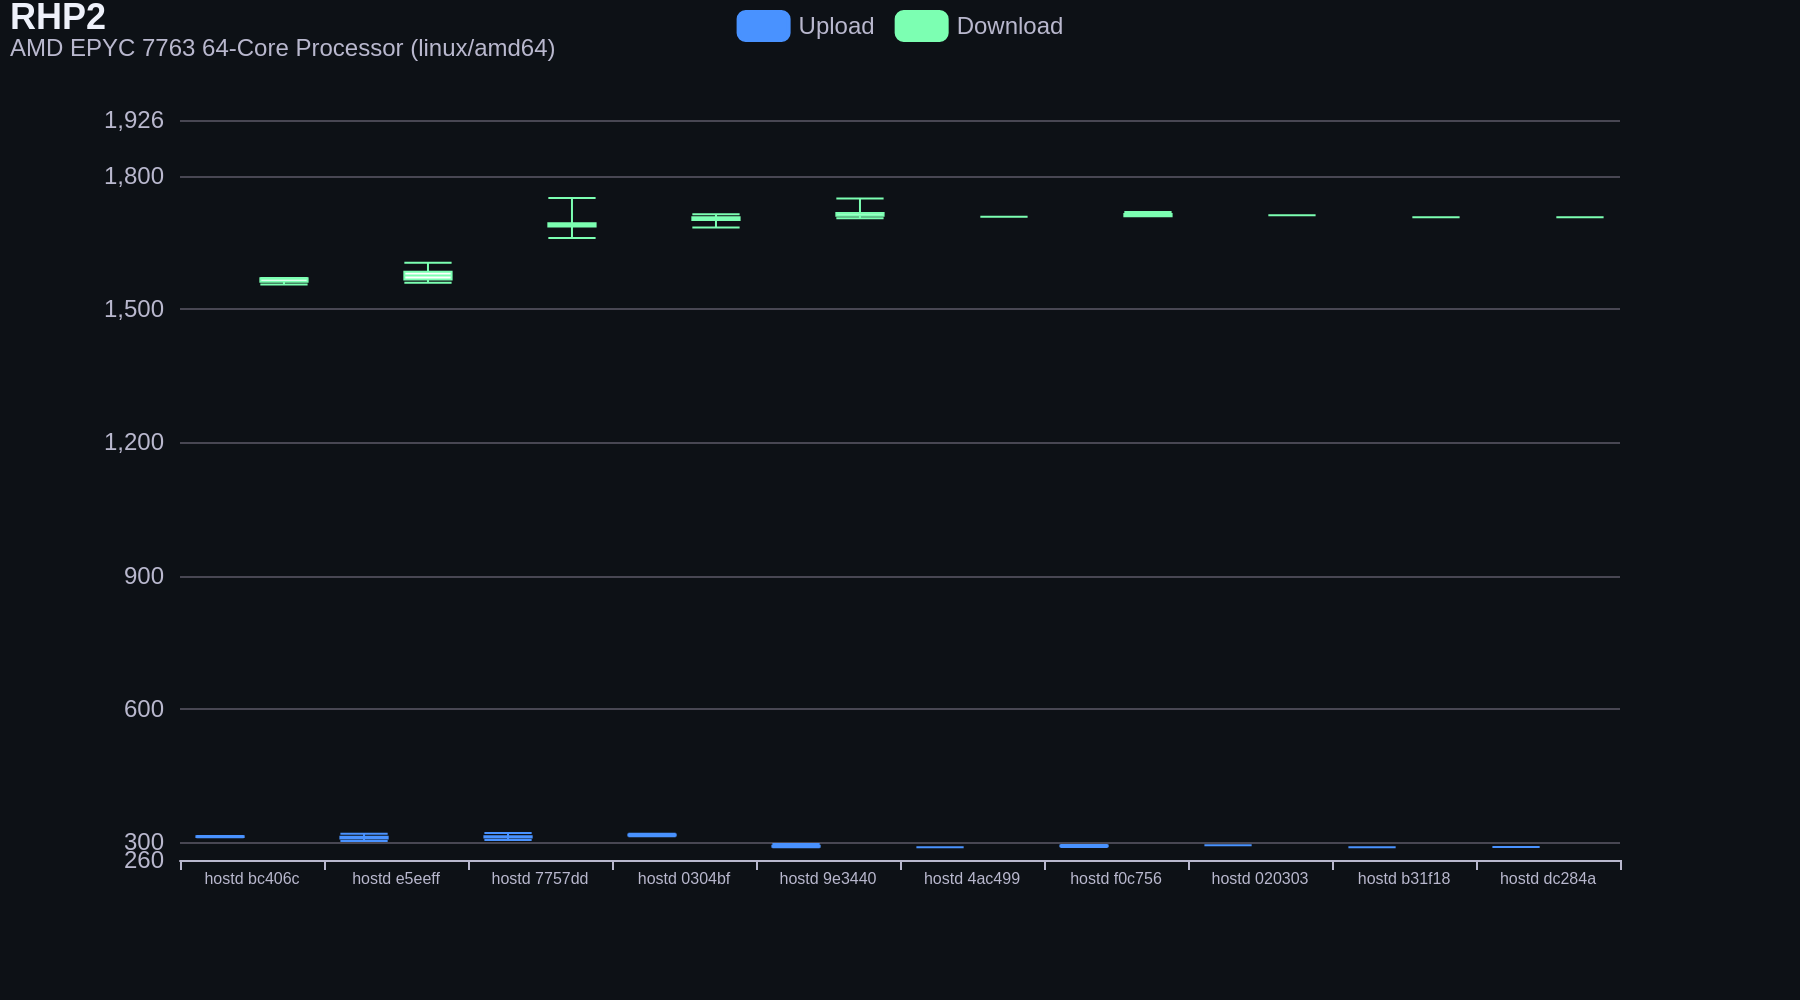 RHP2
AMD EPYC 7763 64-Core Processor (linux/amd64)
Upload
Download
1,926
1,800
1,500
1,200
900
600
300
260
hostd bc406c
hostd e5eeff
hostd 7757dd
hostd 0304bf
hostd 9e3440
hostd 4ac499
hostd f0c756
hostd 020303
hostd b31f18
hostd dc284a